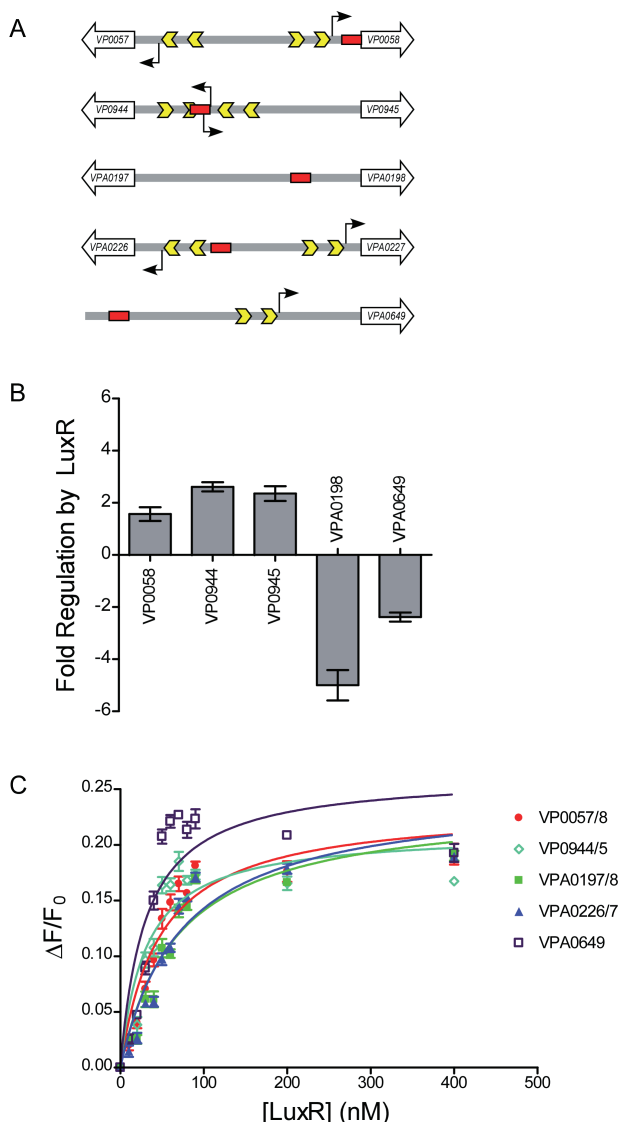 A
VP0057 VP0058
VP0944 VP0945
VPA0197 VPA0198
VPA0226 VPA0227
VPA0649
B
Fold Regulation by LuxR
6
4
2
0
-2
-4
-6
VP0058
VP0944
VP0945
VPA0198
VPA0649
C
ΔF/F0
0.25
0.20
0.15
0.10
0.05
0.00
0 100 200 300 400 500
[LuxR] (nM)
VP0057/8
VP0944/5
VPA0197/8
VPA0226/7
VPA0649